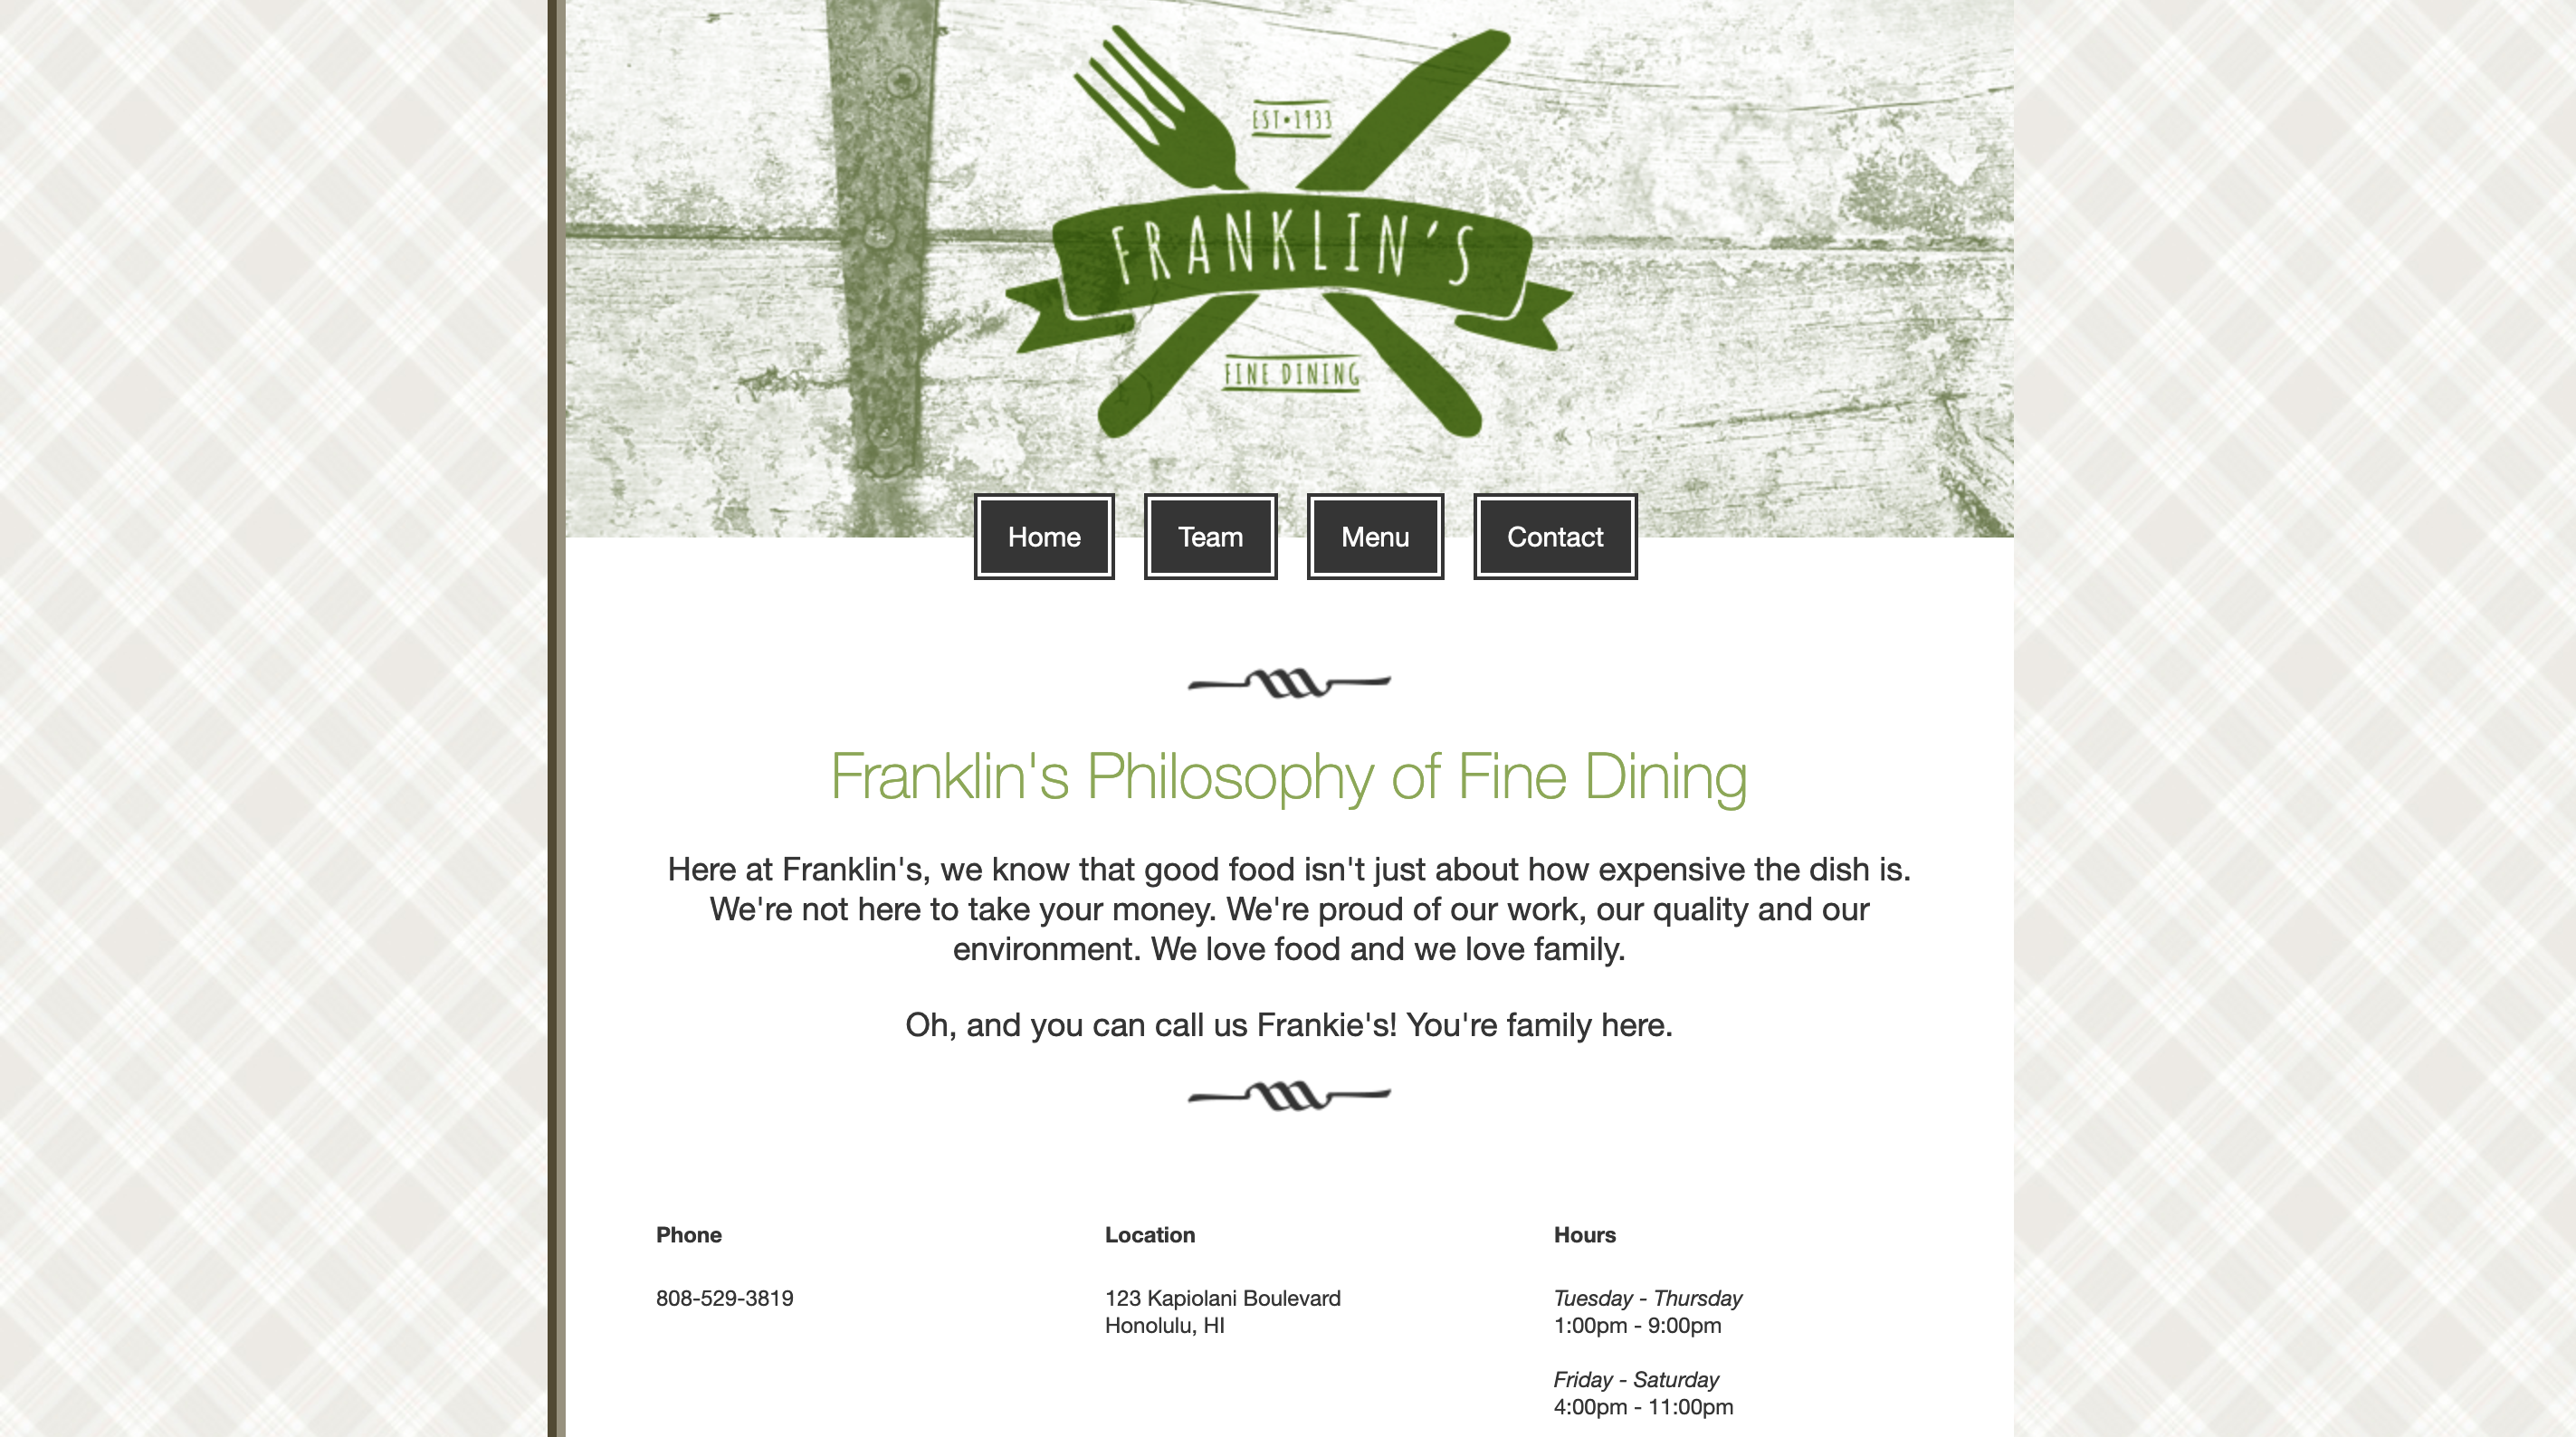 EST•1933
FRANKLIN'S
FINE DINING
Home
Team
Menu
Contact
Franklin's Philosophy of Fine Dining
Here at Franklin's, we know that good food isn't just about how expensive the dish is.
We're not here to take your money. We're proud of our work, our quality and our
environment. We love food and we love family.
Oh, and you can call us Frankie's! You're family here.
Phone
808-529-3819
Location
123 Kapiolani Boulevard
Honolulu, HI
Hours
Tuesday - Thursday
1:00pm - 9:00pm
Friday - Saturday
4:00pm - 11:00pm